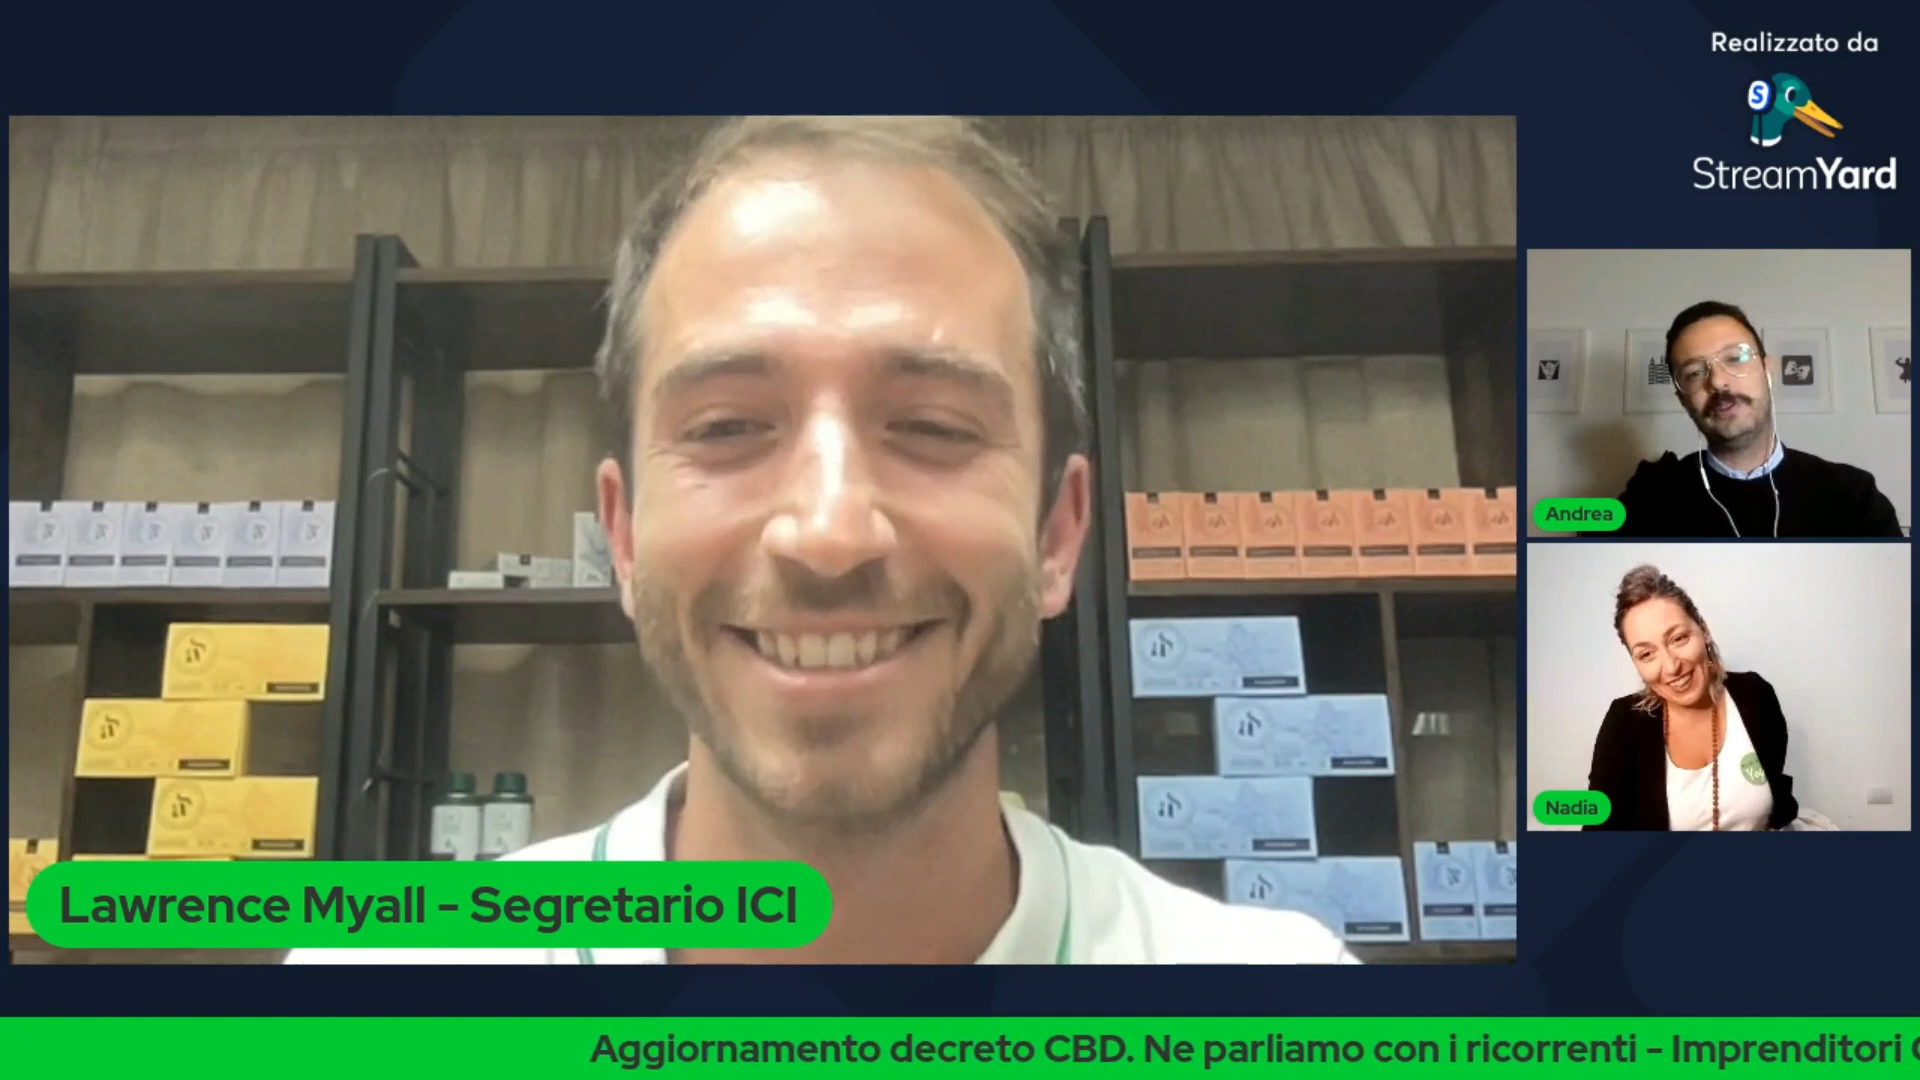 Realizzato da
S
StreamYard
Andrea
Nadia
Lawrence Myall - Segretario ICI
Aggiornamento decreto CBD. Ne parliamo con i ricorrenti - Imprenditori